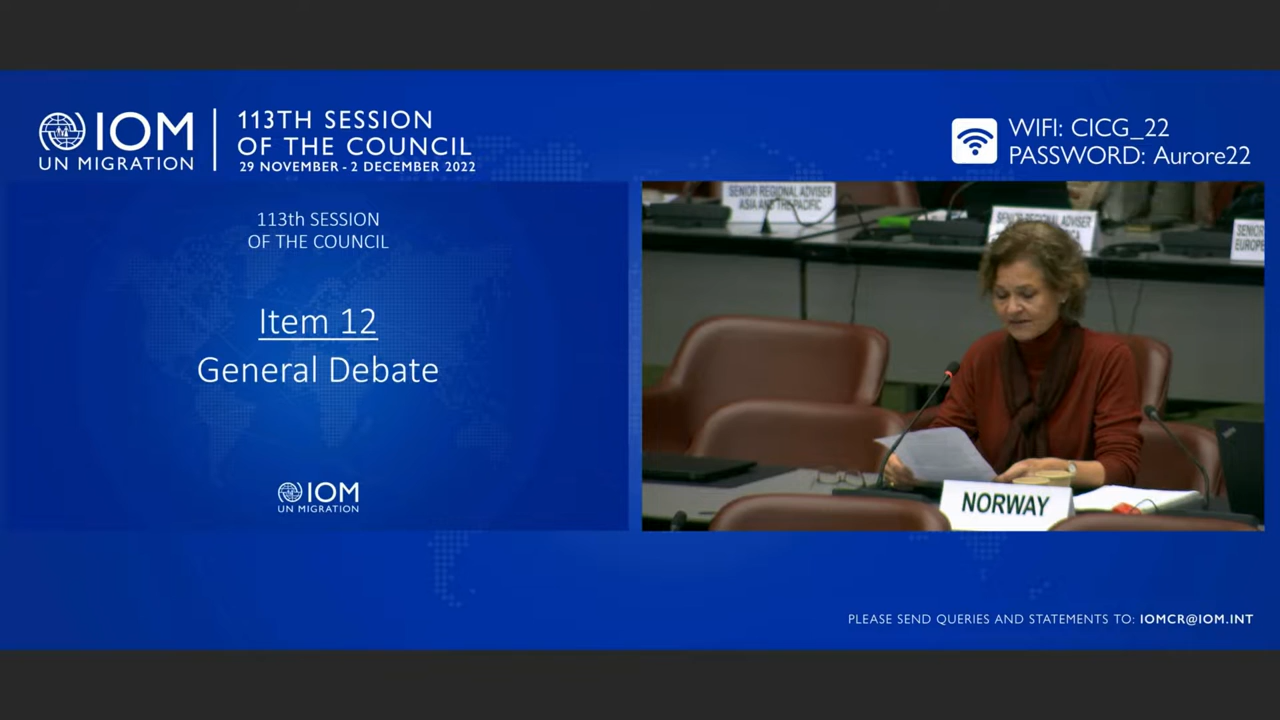 IOM
UN MIGRATION
113TH SESSION
OF THE COUNCIL
29 NOVEMBER - 2 DECEMBER 2022
WIFI: CICG_22
PASSWORD: Aurore22
113th SESSION
OF THE COUNCIL
Item 12
General Debate
IOM
UN MIGRATION
SENIOR REGIONAL ADVISER
ASIA AND THE PACIFIC
SENIOR REGIONAL ADVISER
SENIOR
EUROPE
NORWAY
PLEASE SEND QUERIES AND STATEMENTS TO: IOMCR@IOM.INT